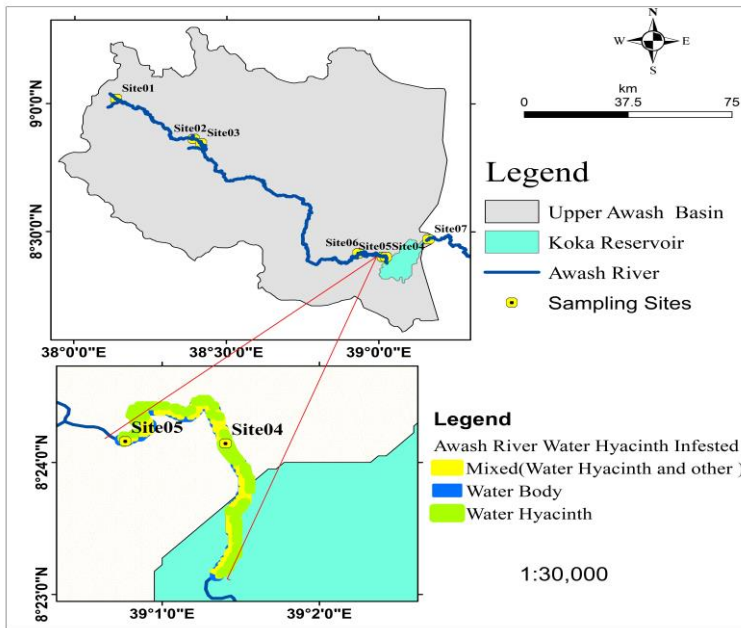 N
W E
S
km
0 37.5 75
Site01
Site02 Site03
Site06 Site05 Site04 Site07
9°0'0"N
8°30'0"N
38°0'0"E 38°30'0"E 39°0'0"E
Legend
Upper Awash Basin
Koka Reservoir
Awash River
Sampling Sites
Site05 Site04
8°24'0"N
8°23'0"N
39°1'0"E 39°2'0"E
Legend
Awash River Water Hyacinth Infested
Mixed(Water Hyacinth and other )
Water Body
Water Hyacinth
1:30,000